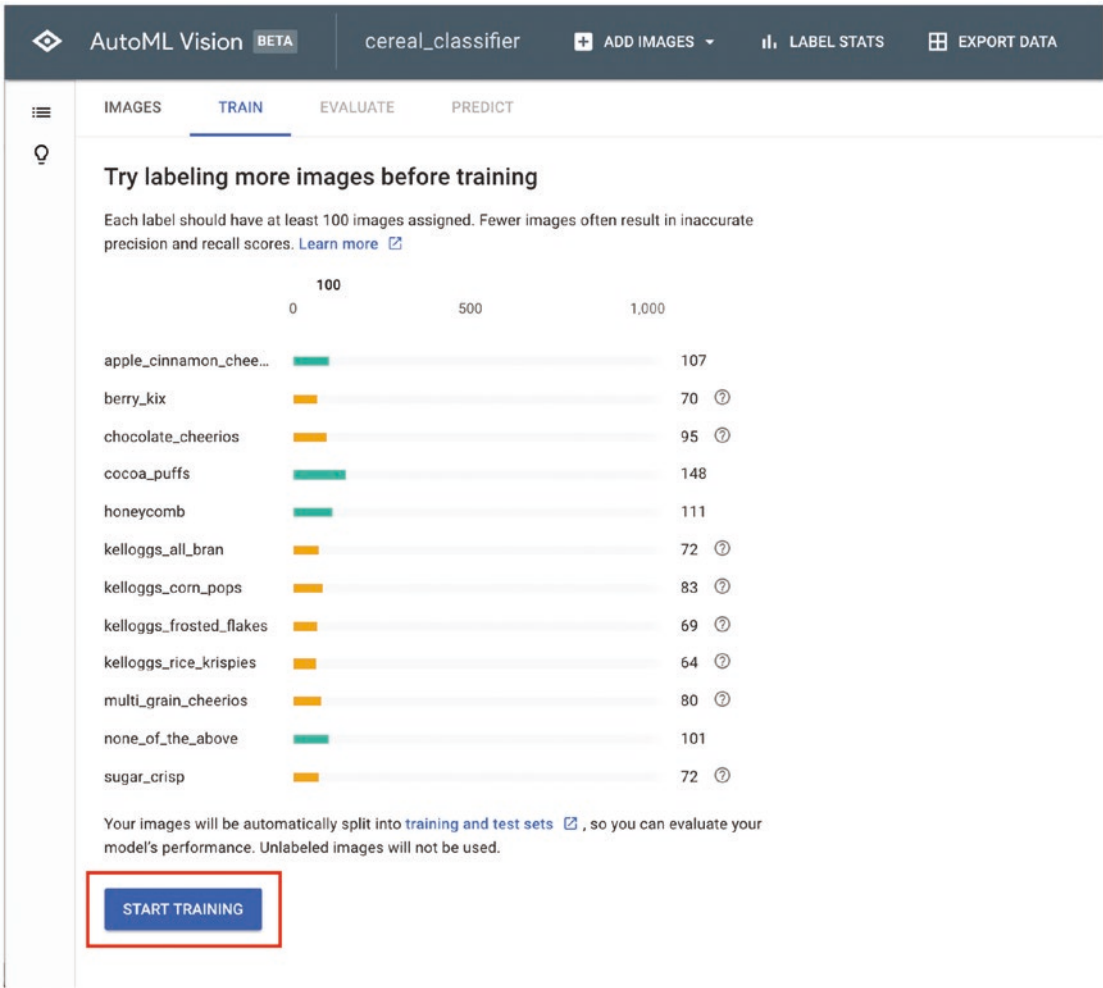 AutoML Vision BETA cereal_classifier ADD IMAGES LABEL STATS EXPORT DATA
IMAGES TRAIN EVALUATE PREDICT
Try labeling more images before training
Each label should have at least 100 images assigned. Fewer images often result in inaccurate
precision and recall scores. Learn more
100
0 500 1,000
apple_cinnamon_chee... 107
berry_kix 70
chocolate_cheerios 95
cocoa_puffs 148
honeycomb 111
kelloggs_all_bran 72
kelloggs_corn_pops 83
kelloggs_frosted_flakes 69
kelloggs_rice_krispies 64
multi_grain_cheerios 80
none_of_the_above 101
sugar_crisp 72
Your images will be automatically split into training and test sets , so you can evaluate your
model's performance. Unlabeled images will not be used.
START TRAINING